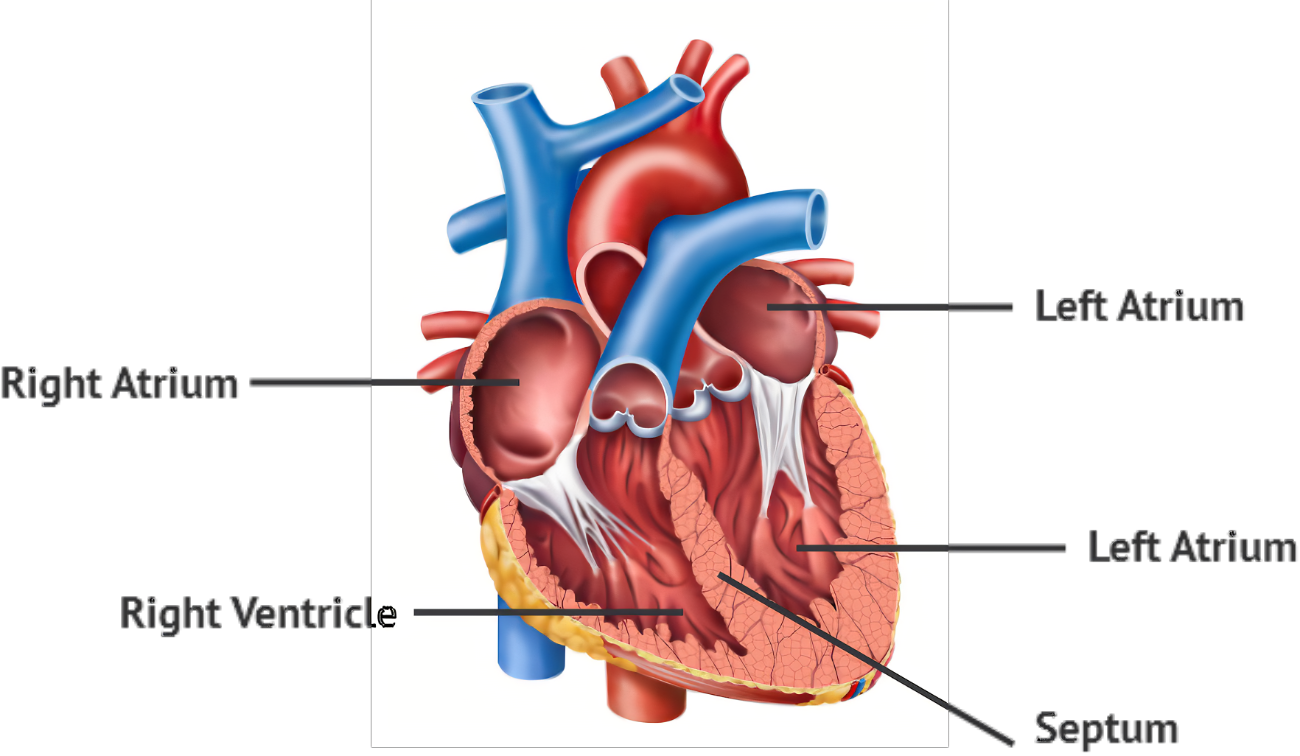 Left Atrium
Right Atrium
Left Atrium
Right Ventricle
Septum